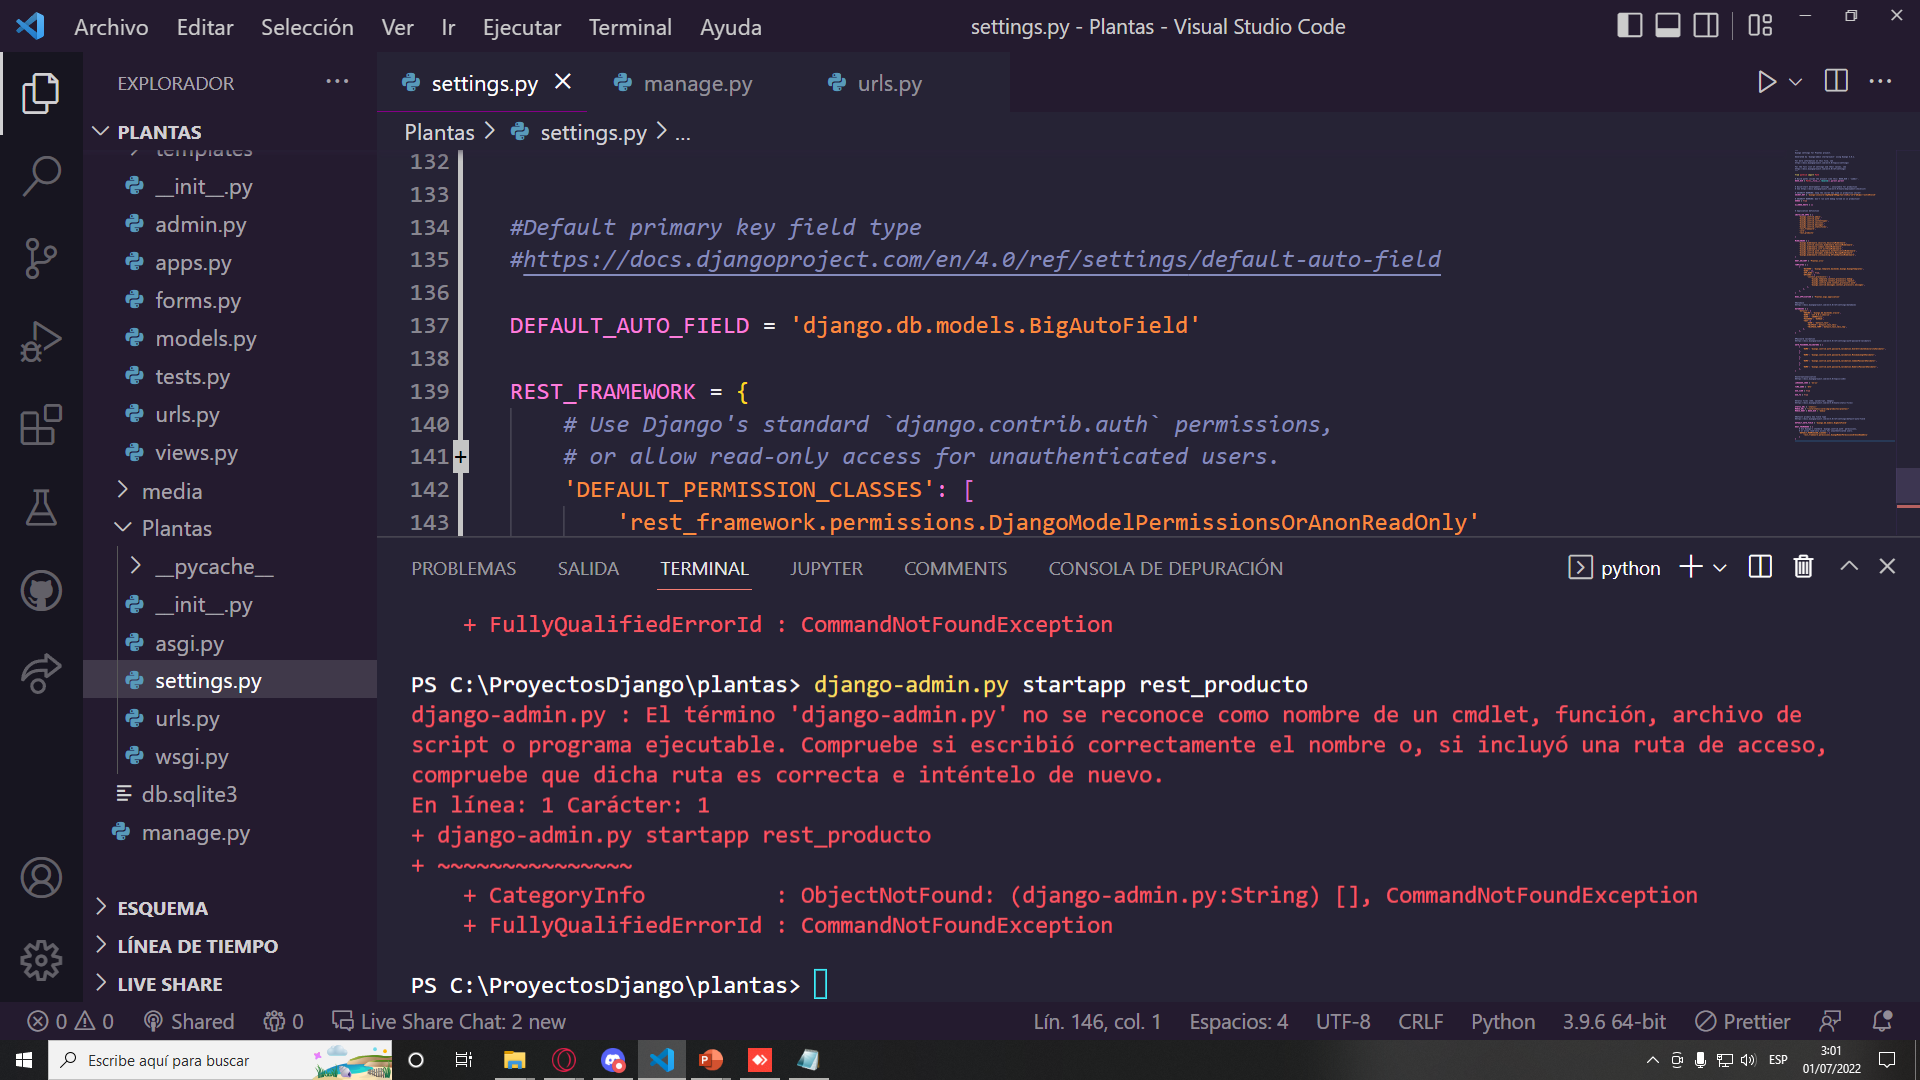 Archivo Editar Selección Ver Ir Ejecutar Terminal Ayuda settings.py - Plantas - Visual Studio Code
EXPLORADOR ...
PLANTAS
templates
__init__.py
admin.py
apps.py
forms.py
models.py
tests.py
urls.py
views.py
media
Plantas
__pycache__
__init__.py
asgi.py
settings.py
urls.py
wsgi.py
db.sqlite3
manage.py
ESQUEMA
LÍNEA DE TIEMPO
LIVE SHARE
settings.py manage.py urls.py
Plantas > settings.py > ...
132
133
134 #Default primary key field type
135 #https://docs.djangoproject.com/en/4.0/ref/settings/default-auto-field
136
137 DEFAULT_AUTO_FIELD = 'django.db.models.BigAutoField'
138
139 REST_FRAMEWORK = {
140 # Use Django's standard `django.contrib.auth` permissions,
141 + # or allow read-only access for unauthenticated users.
142 'DEFAULT_PERMISSION_CLASSES': [
143 'rest_framework.permissions.DjangoModelPermissionsOrAnonReadOnly'
PROBLEMAS SALIDA TERMINAL JUPYTER COMMENTS CONSOLA DE DEPURACIÓN python
+ FullyQualifiedErrorId : CommandNotFoundException
PS C:\ProyectosDjango\plantas> django-admin.py startapp rest_producto
django-admin.py : El término 'django-admin.py' no se reconoce como nombre de un cmdlet, función, archivo de
script o programa ejecutable. Compruebe si escribió correctamente el nombre o, si incluyó una ruta de acceso,
compruebe que dicha ruta es correcta e inténtelo de nuevo.
En línea: 1 Carácter: 1
+ django-admin.py startapp rest_producto
+ ~~~~~~~~~~~~~~~
+ CategoryInfo : ObjectNotFound: (django-admin.py:String) [], CommandNotFoundException
+ FullyQualifiedErrorId : CommandNotFoundException
PS C:\ProyectosDjango\plantas>
0 0 Shared 0 Live Share Chat: 2 new Lín. 146, col. 1 Espacios: 4 UTF-8 CRLF Python 3.9.6 64-bit Prettier
Escribe aquí para buscar ESP 3:01
01/07/2022